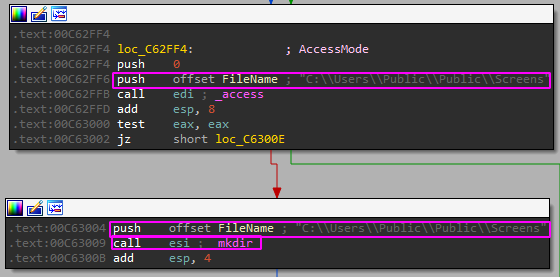 .text:00C62FF4
.text:00C62FF4 loc_C62FF4: ; AccessMode
.text:00C62FF4 push 0
.text:00C62FF6 push offset FileName ; "C:\\Users\\Public\\Public\\Screens"
.text:00C62FFB call edi ; _access
.text:00C62FFD add esp, 8
.text:00C63000 test eax, eax
.text:00C63002 jz short loc_C6300E
.text:00C63004 push offset FileName ; "C:\\Users\\Public\\Public\\Screens"
.text:00C63009 call esi ; _mkdir
.text:00C6300B add esp, 4